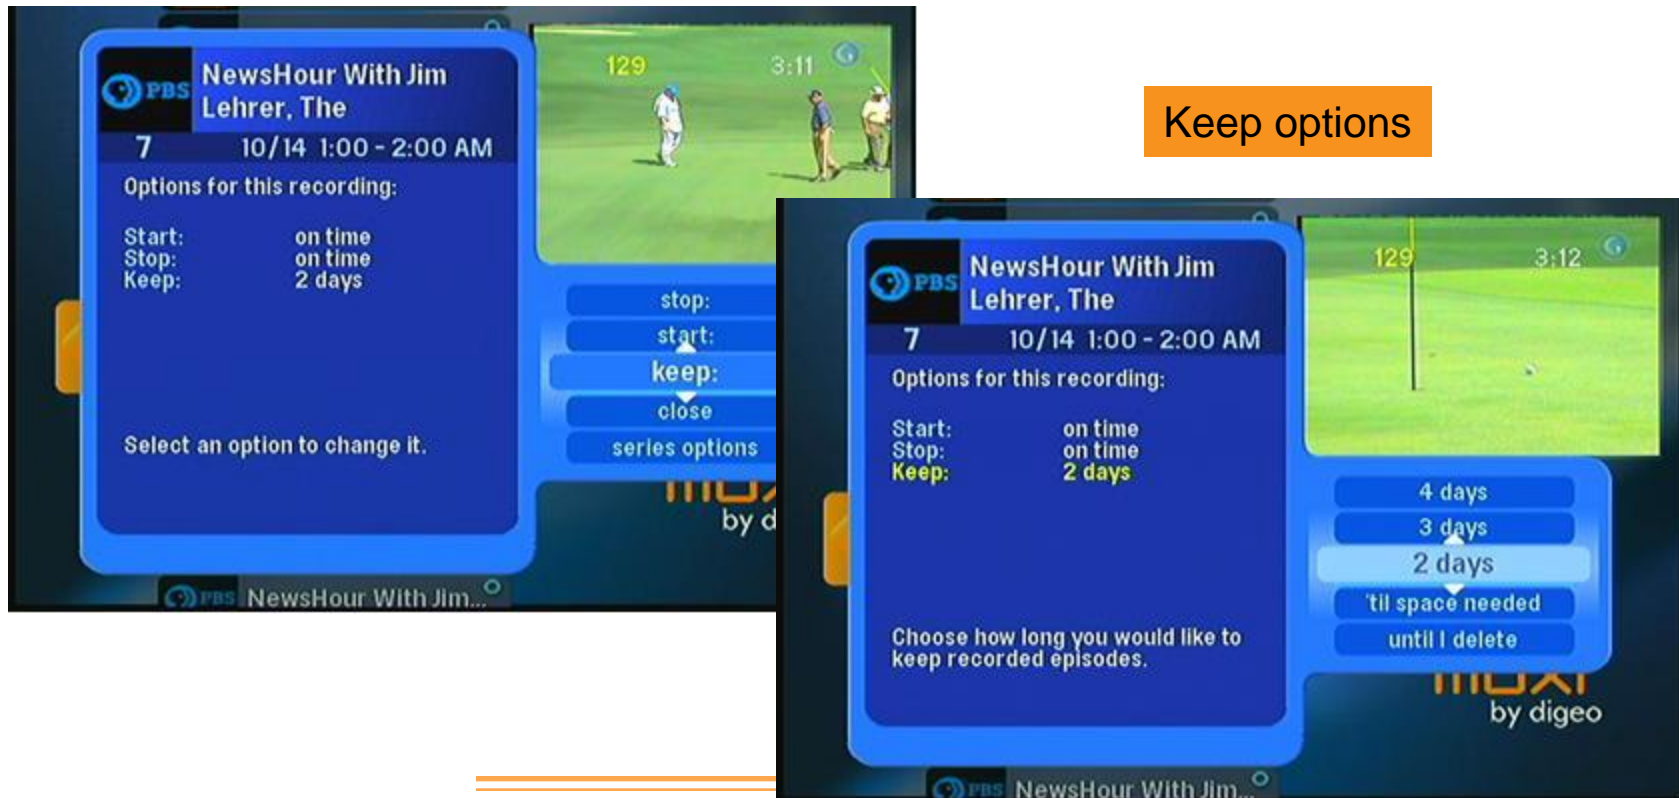 Keep options
PBS
NewsHour With Jim
Lehrer, The
7 10/14 1:00 - 2:00 AM
Options for this recording:
Start: on time
Stop: on time
Keep: 2 days
Select an option to change it.
129 3:11
stop:
start:
keep:
close
series options
by d
PBS NewsHour With Jim...
PBS
NewsHour With Jim
Lehrer, The
7 10/14 1:00 - 2:00 AM
Options for this recording:
Start: on time
Stop: on time
Keep: 2 days
Choose how long you would like to
keep recorded episodes.
129 3:12
4 days
3 days
2 days
'til space needed
until I delete
moxi
by digeo
PBS NewsHour With Jim...